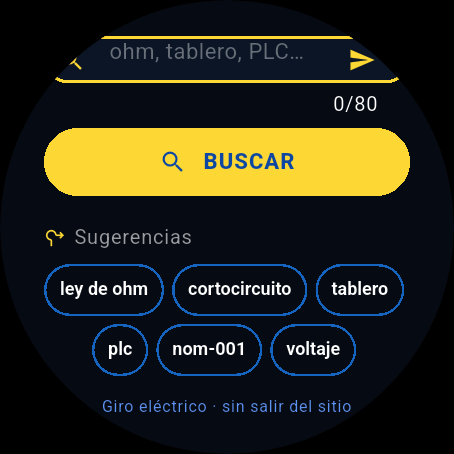 ohm, tablero, PLC...
0/80
BUSCAR
Sugerencias
ley de ohm cortocircuito tablero
plc nom-001 voltaje
Giro eléctrico · sin salir del sitio